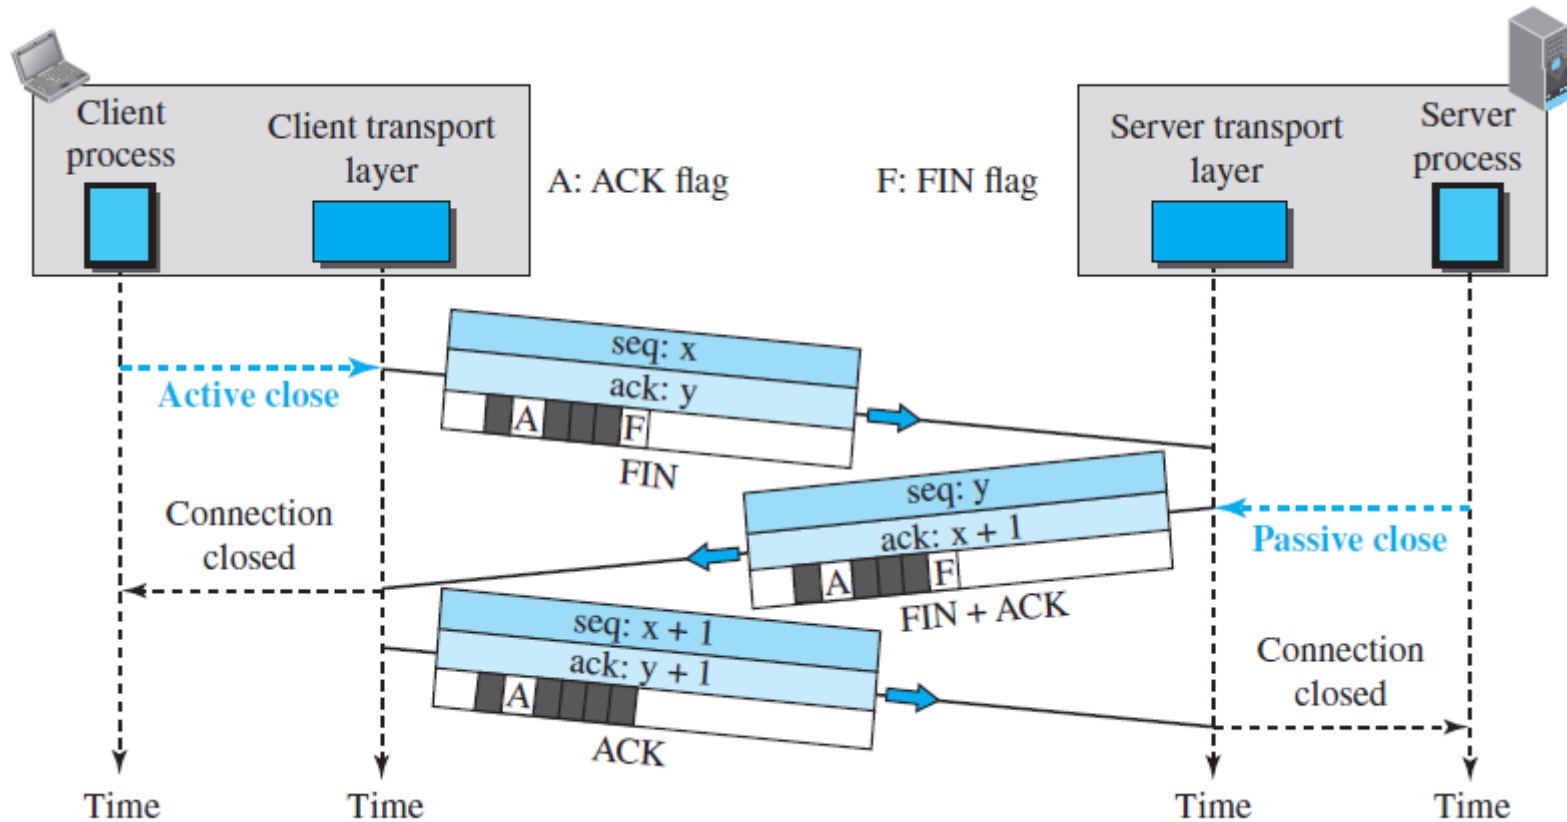 Client
process
Client transport
layer
A: ACK flag
F: FIN flag
Server transport
layer
Server
process
seq: x
ack: y
A F
FIN
Active close
seq: y
ack: x + 1
A F
FIN + ACK
Passive close
Connection
closed
seq: x + 1
ack: y + 1
A
ACK
Connection
closed
Time
Time
Time
Time